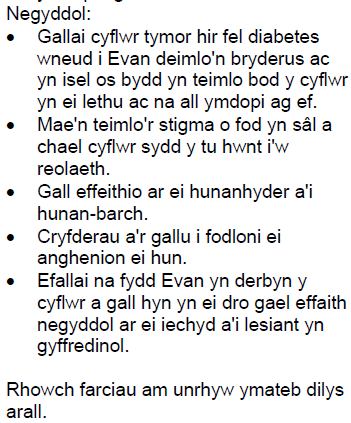 Negyddol:
• Gallai cyflwr tymor hir fel diabetes
wneud i Evan deimlo'n bryderus ac
yn isel os bydd yn teimlo bod y cyflwr
yn ei lethu ac na all ymdopi ag ef.
• Mae'n teimlo'r stigma o fod yn sâl a
chael cyflwr sydd y tu hwnt i'w
reolaeth.
• Gall effeithio ar ei hunanhyder a'i
hunan-barch.
• Cryfderau a'r gallu i fodloni ei
anghenion ei hun.
• Efallai na fydd Evan yn derbyn y
cyflwr a gall hyn yn ei dro gael effaith
negyddol ar ei iechyd a'i lesiant yn
gyffredinol.
Rhowch farciau am unrhyw ymateb dilys
arall.